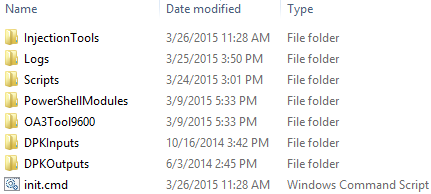 Name Date modified Type
InjectionTools 3/26/2015 11:28 AM File folder
Logs 3/25/2015 3:50 PM File folder
Scripts 3/24/2015 3:01 PM File folder
PowerShellModules 3/9/2015 5:33 PM File folder
OA3Tool9600 3/9/2015 5:33 PM File folder
DPKInputs 10/16/2014 3:42 PM File folder
DPKOutputs 6/3/2014 2:45 PM File folder
init.cmd 3/26/2015 11:28 AM Windows Command Script